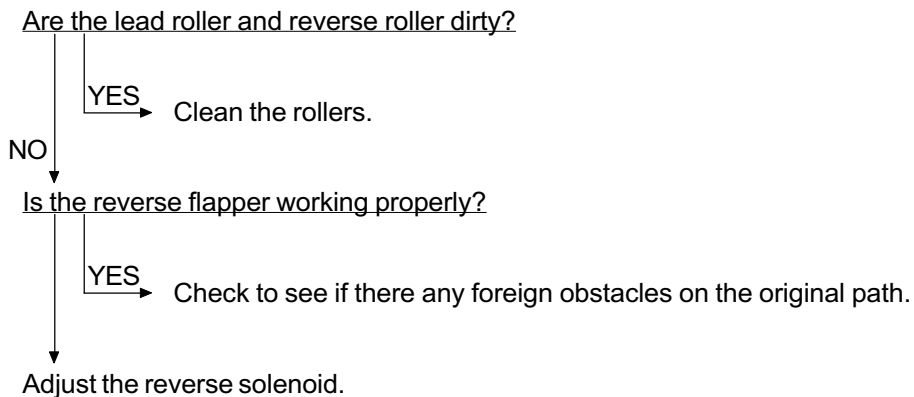 Are the lead roller and reverse roller dirty?
YES
Clean the rollers.
NO
Is the reverse flapper working properly?
YES
Check to see if there any foreign obstacles on the original path.
Adjust the reverse solenoid.